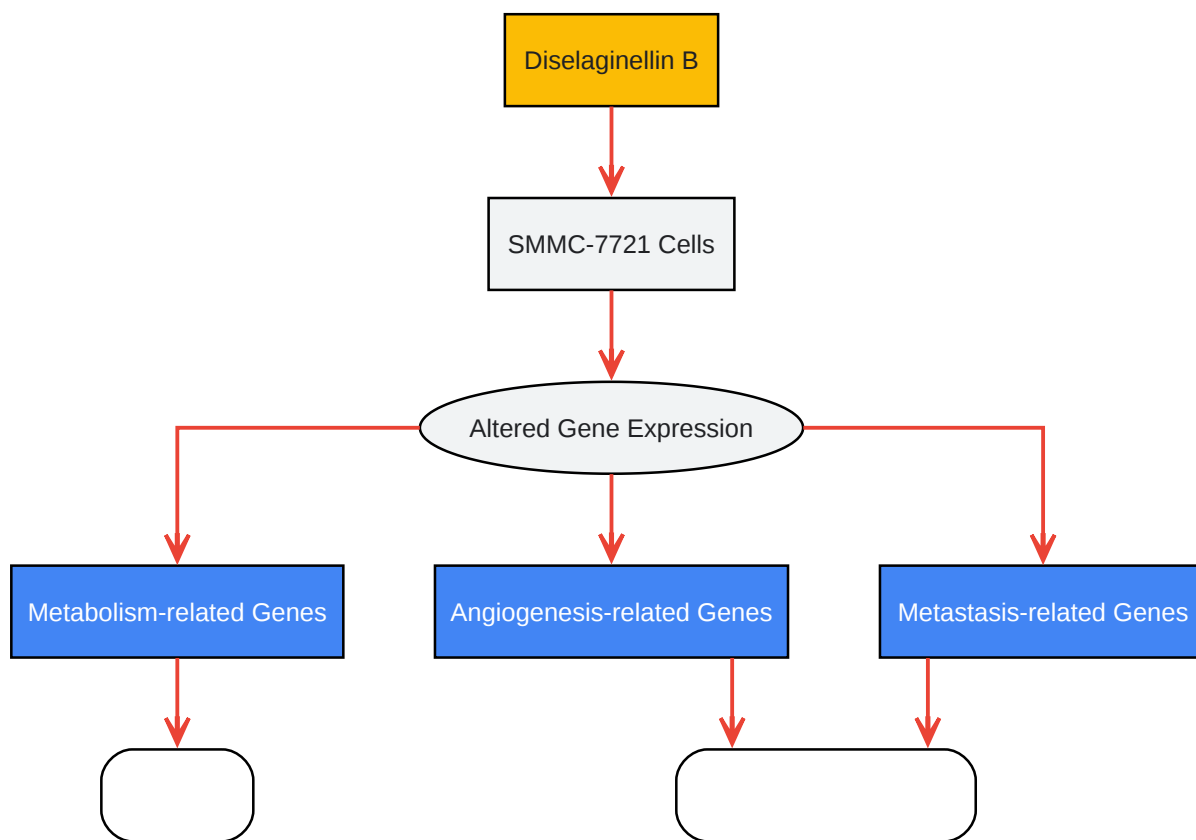 Diselaginellin B
SMMC-7721 Cells
Altered Gene Expression
Metabolism-related Genes
Angiogenesis-related Genes
Metastasis-related Genes